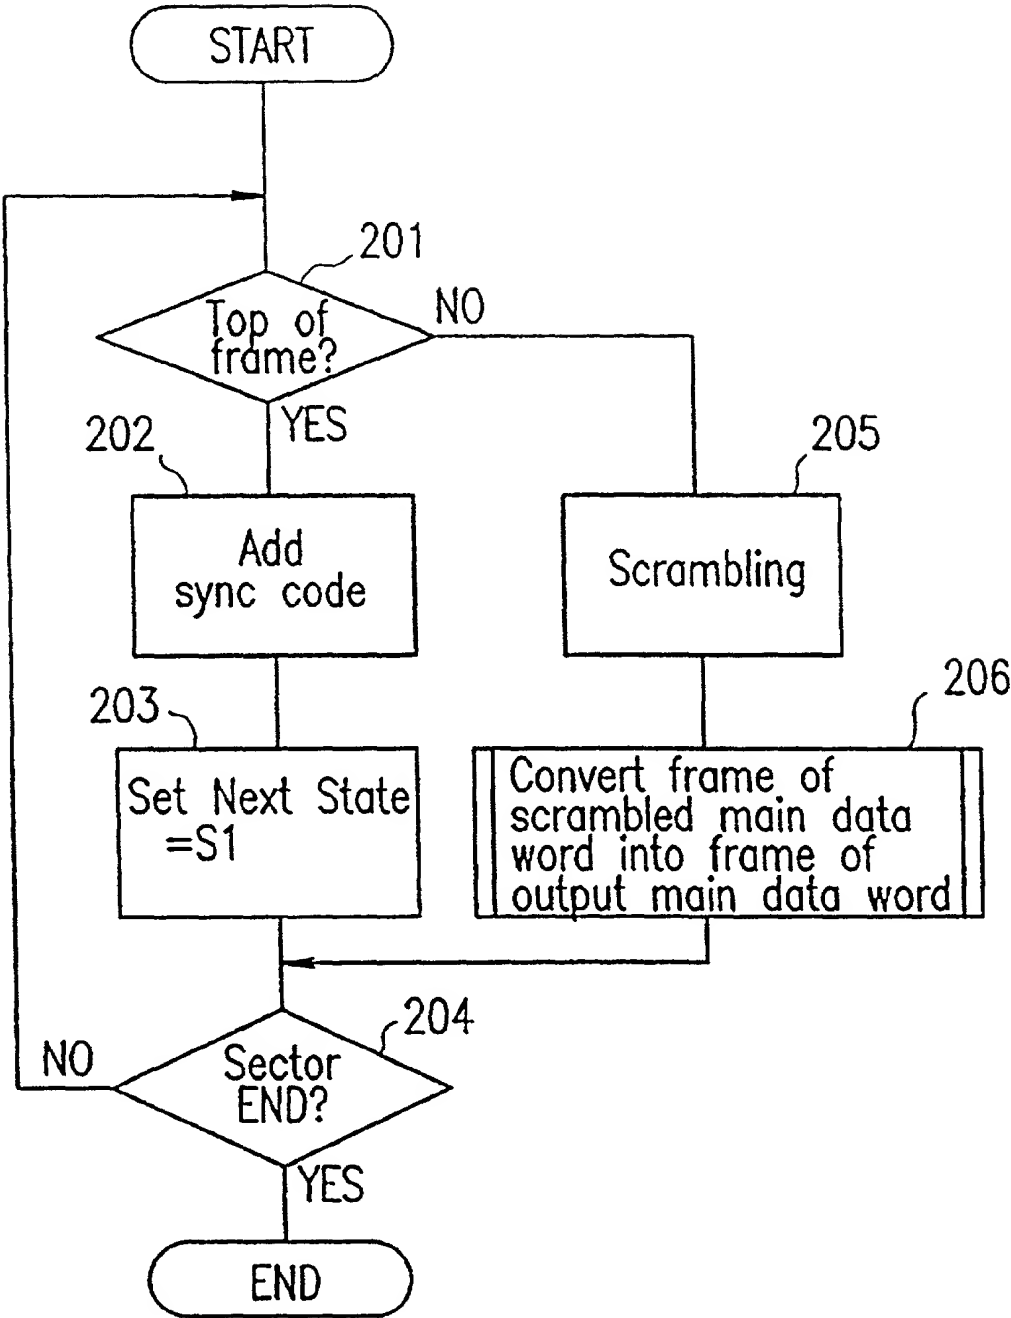 START
201
Top of
frame?
NO
YES
202
Add
sync code
205
Scrambling
203
Set Next State
=S1
206
Convert frame of
scrambled main data
word into frame of
output main data word
204
Sector
END?
NO
YES
END